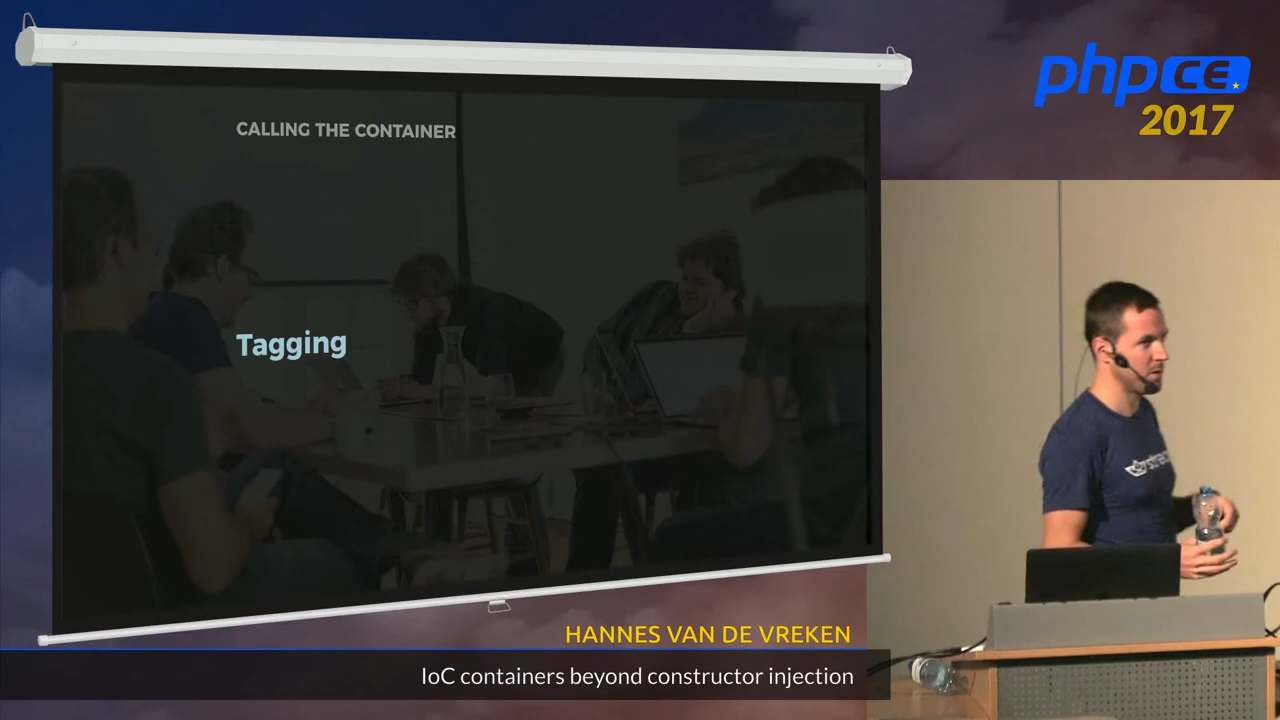 phpCE
2017
CALLING THE CONTAINER
Tagging
HANNES VAN DE VREKEN
IoC containers beyond constructor injection